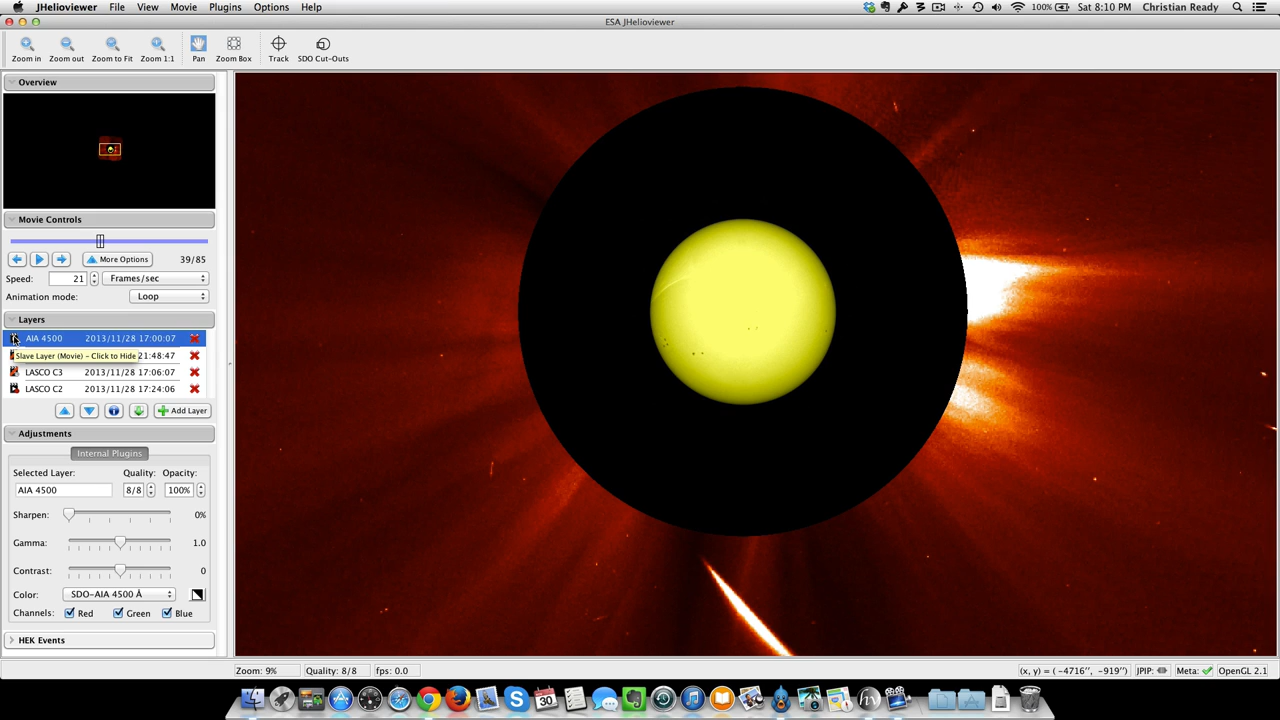 JHelioviewer File View Movie Plugins Options Help 100% Sat 8:10 PM Christian Ready
ESA JHelioviewer
Zoom in Zoom out Zoom to Fit Zoom 1:1 Pan Zoom Box Track SDO Cut-Outs
Overview
Movie Controls
More Options 39/85
Speed: 21 Frames/sec
Animation mode: Loop
Layers
AIA 4500 2013/11/28 17:00:07
Slave Layer (Movie) - Click to Hide 21:48:47
LASCO C3 2013/11/28 17:06:07
LASCO C2 2013/11/28 17:24:06
Add Layer
Adjustments
Internal Plugins
Selected Layer: Quality: Opacity:
AIA 4500 8/8 100%
Sharpen: 0%
Gamma: 1.0
Contrast: 0
Color: SDO-AIA 4500 Å
Channels: Red Green Blue
HEK Events
Zoom: 9% Quality: 8/8 fps: 0.0 (x, y) = ( -4716’’, -919’’) JPIP: Meta: OpenGL 2.1
30
hv